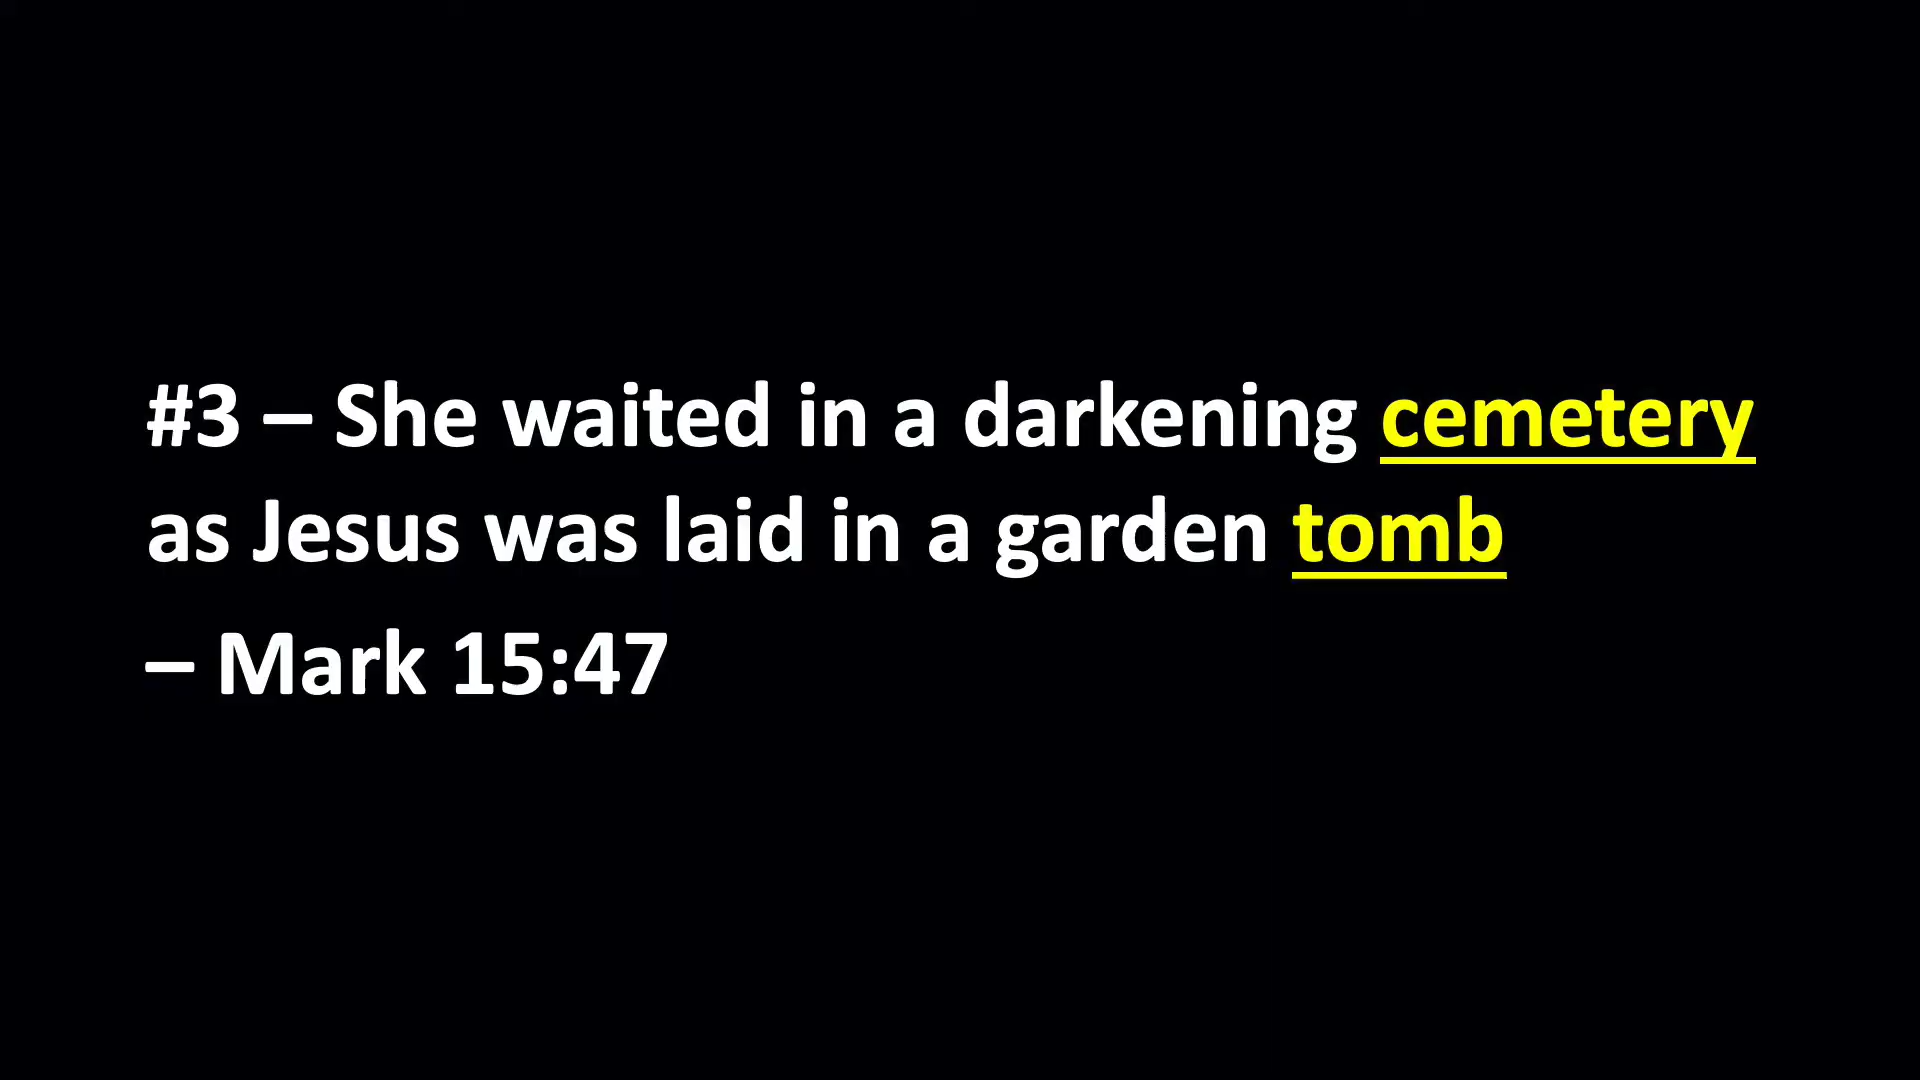 #3 – She waited in a darkening cemetery
as Jesus was laid in a garden tomb
– Mark 15:47